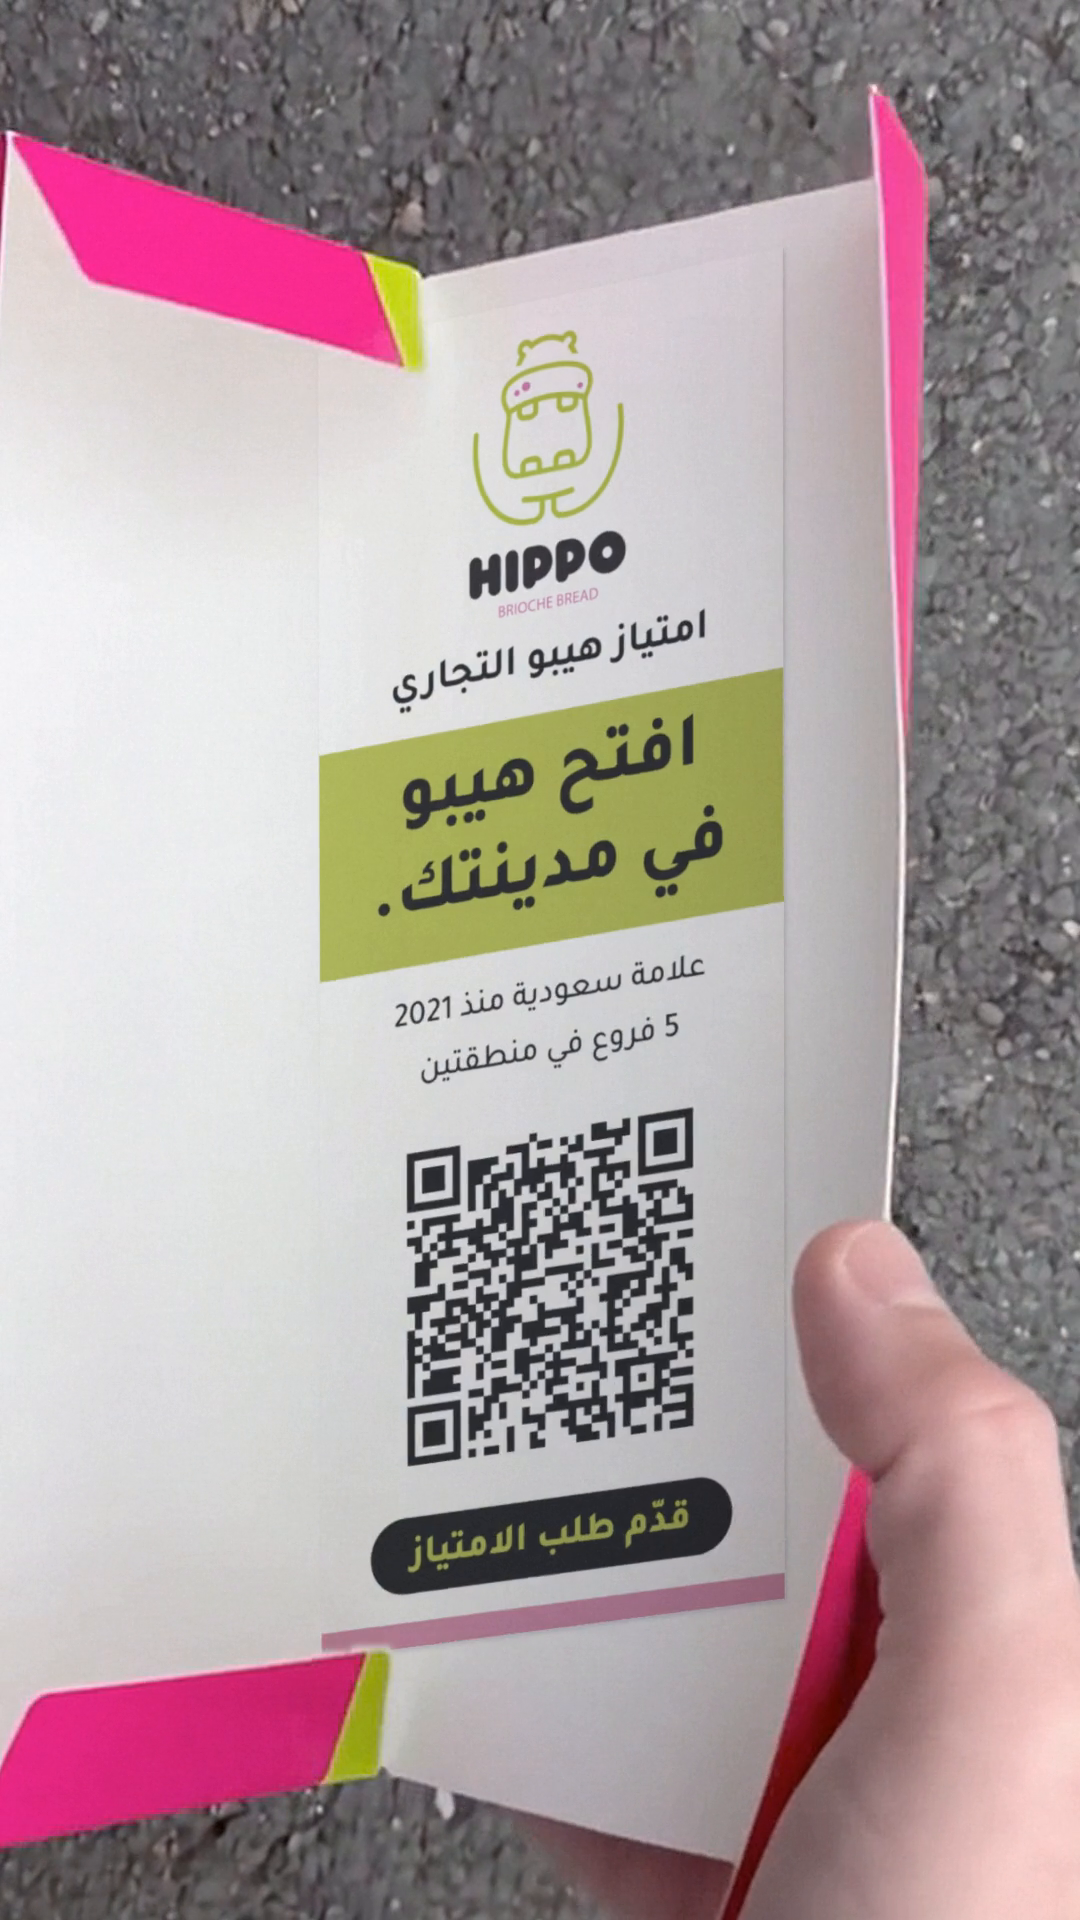 HIPPO
BRIOCHE BREAD
امتياز هيبو التجاري
افتح هيبو
في مدينتك.
علامة سعودية منذ 2021
5 فروع في منطقتين
قدّم طلب الامتياز